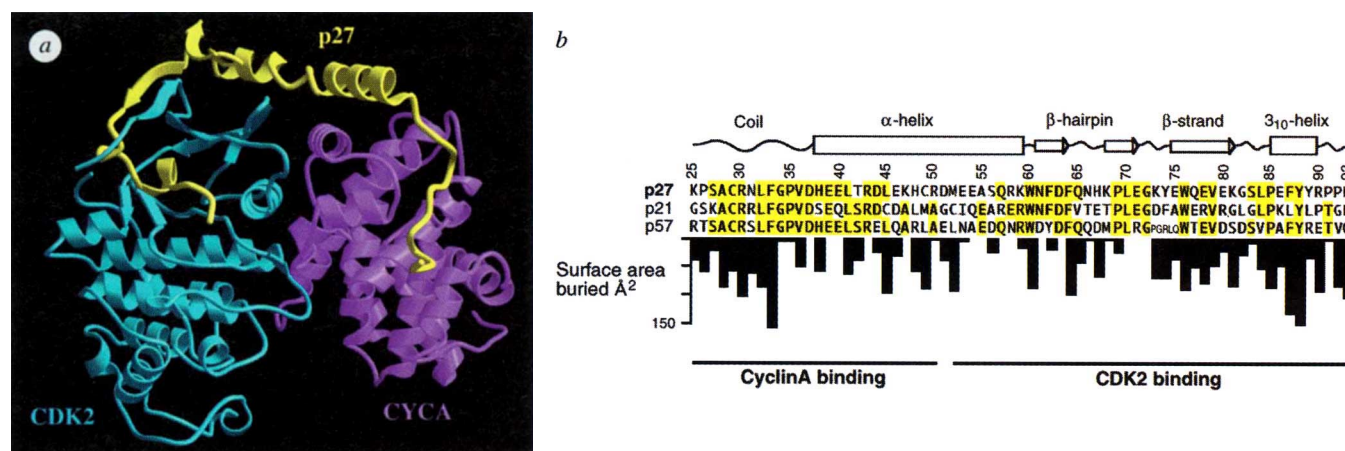 a
p27
CDK2
CYCA
b
Coil α-helix β-hairpin β-strand 3₁₀-helix
25 30 35 40 45 50 55 60 65 70 75 80 85 90
p27 KPSACRNLFGPVDHEELTRDLEKHCRDMEEASQRKWNFDFQNHKPLEGKYEWQEVEKGSLPEFYYRPP
p21 GSKACRRLFGPVDSEQLSRDCDALMAGCIQEARERWNFDFVTETPLEGDFAWERVRGLGLPKLYLPTG
p57 RTSACRSLFGPVDHEELSRELQARLAELNAEDQNRWDYDFQQDMPLRGPGRLQWTEVDSDSVPAFYRETV
Surface area
buried Å²
150
CyclinA binding CDK2 binding